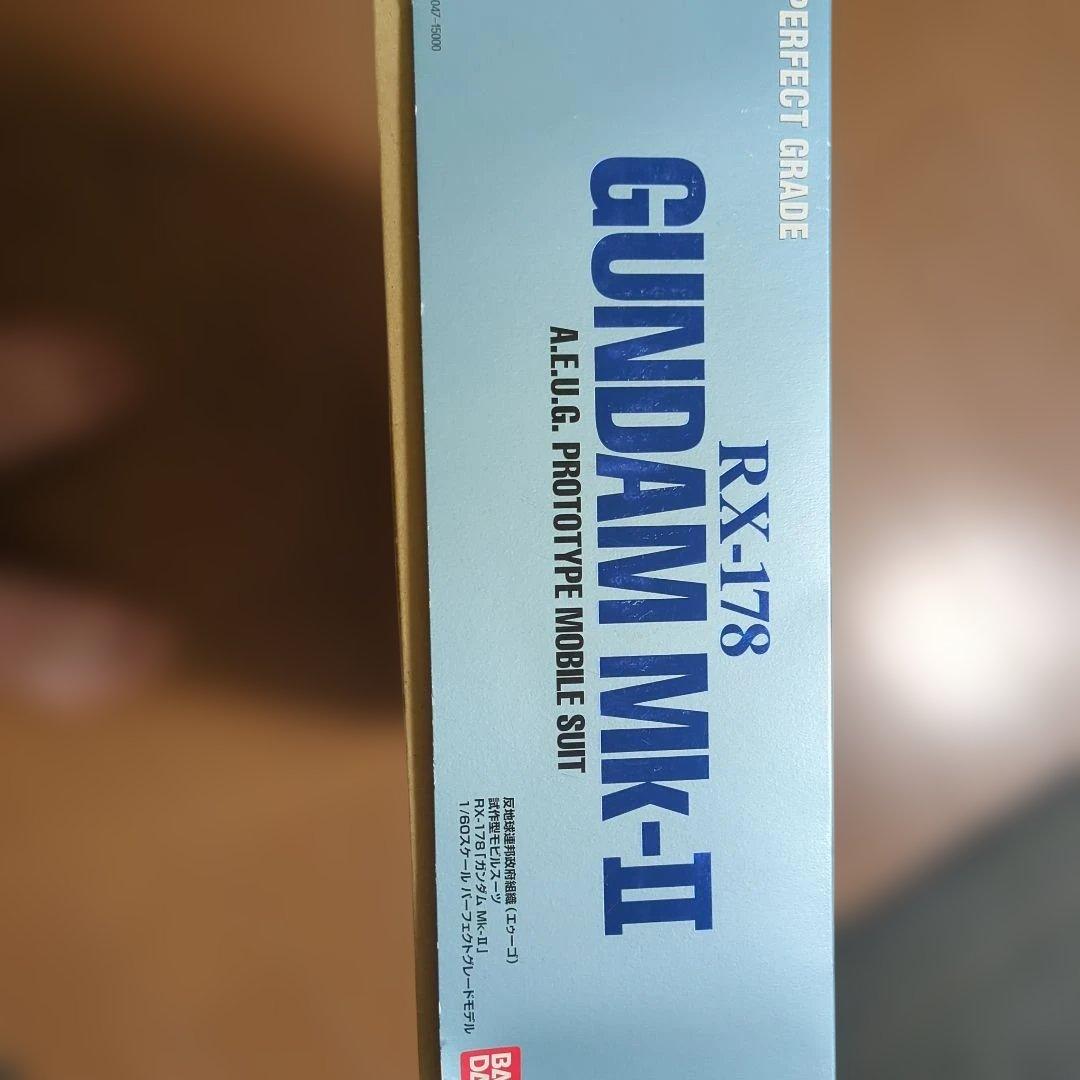 PERFECT GRADE
RX-178
GUNDAM Mk-II
A.E.U.G. PROTOTYPE MOBILE SUIT
反地球連邦政府組織(エゥーゴ)
試作型モビルスーツ
RX-178「ガンダム Mk-Ⅱ」
1/60スケール パーフェクトグレードモデル
047-15000